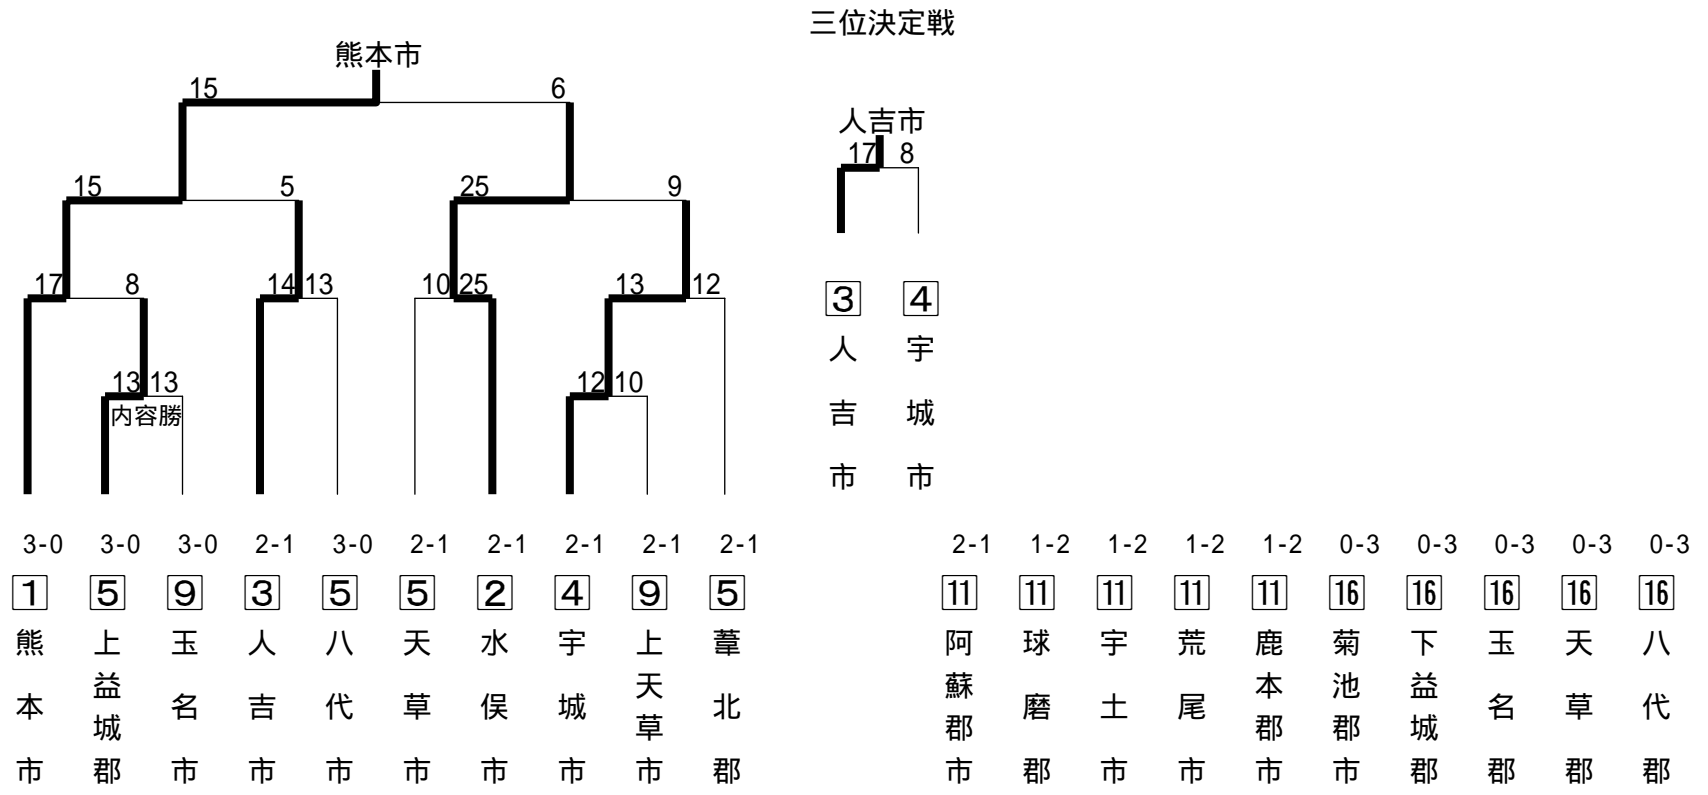 三位決定戦
熊本市
15 6
人吉市
17 8
15 5 25 9
17 8 14 13 10 25 13 12
3 4
人吉市 宇城市
13 13 12 10
内容勝
3-0 3-0 3-0 2-1 3-0 2-1 2-1 2-1 2-1 2-1 2-1 1-2 1-2 1-2 1-2 0-3 0-3 0-3 0-3 0-3
1 5 9 3 5 5 2 4 9 5 11 11 11 11 11 16 16 16 16 16
熊本市 上益城郡 玉名市 人吉市 八代市 天草市 水俣市 宇城市 上天草市 葦北郡 阿蘇郡市 球磨郡 宇土市 荒尾市 鹿本郡市 菊池郡市 下益城郡 玉名郡 天草郡 八代郡